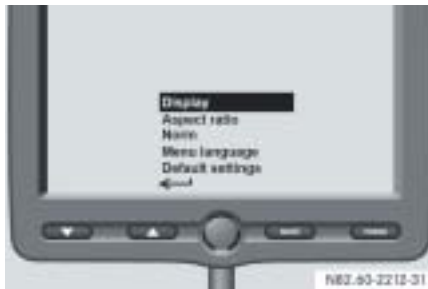 Display
Aspect ratio
Norm
Menu language
Default settings
N82.60-2212-31